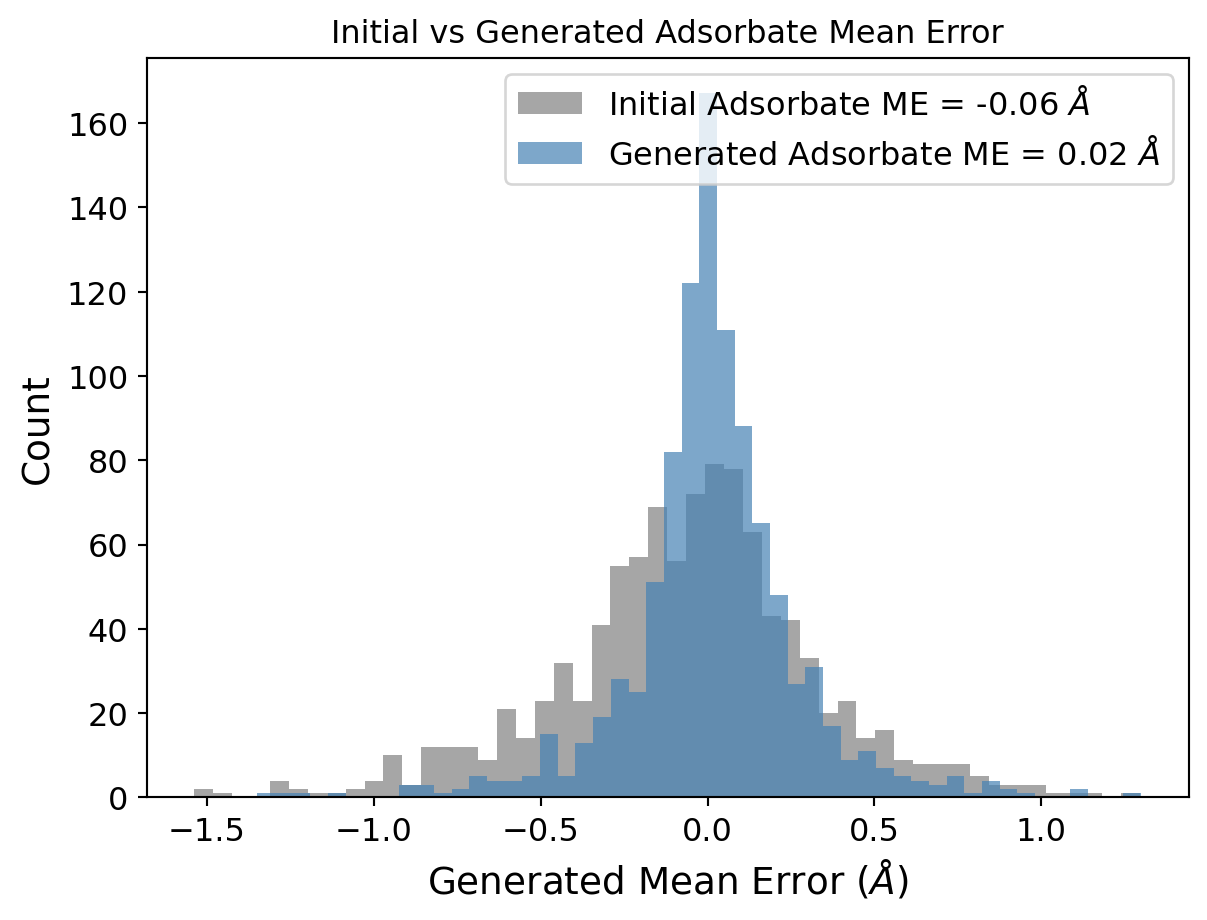 Initial vs Generated Adsorbate Mean Error
Initial Adsorbate ME = -0.06 Å
Generated Adsorbate ME = 0.02 Å
160
140
120
100
80
60
40
20
0
Count
−1.5 −1.0 −0.5 0.0 0.5 1.0
Generated Mean Error (Å)